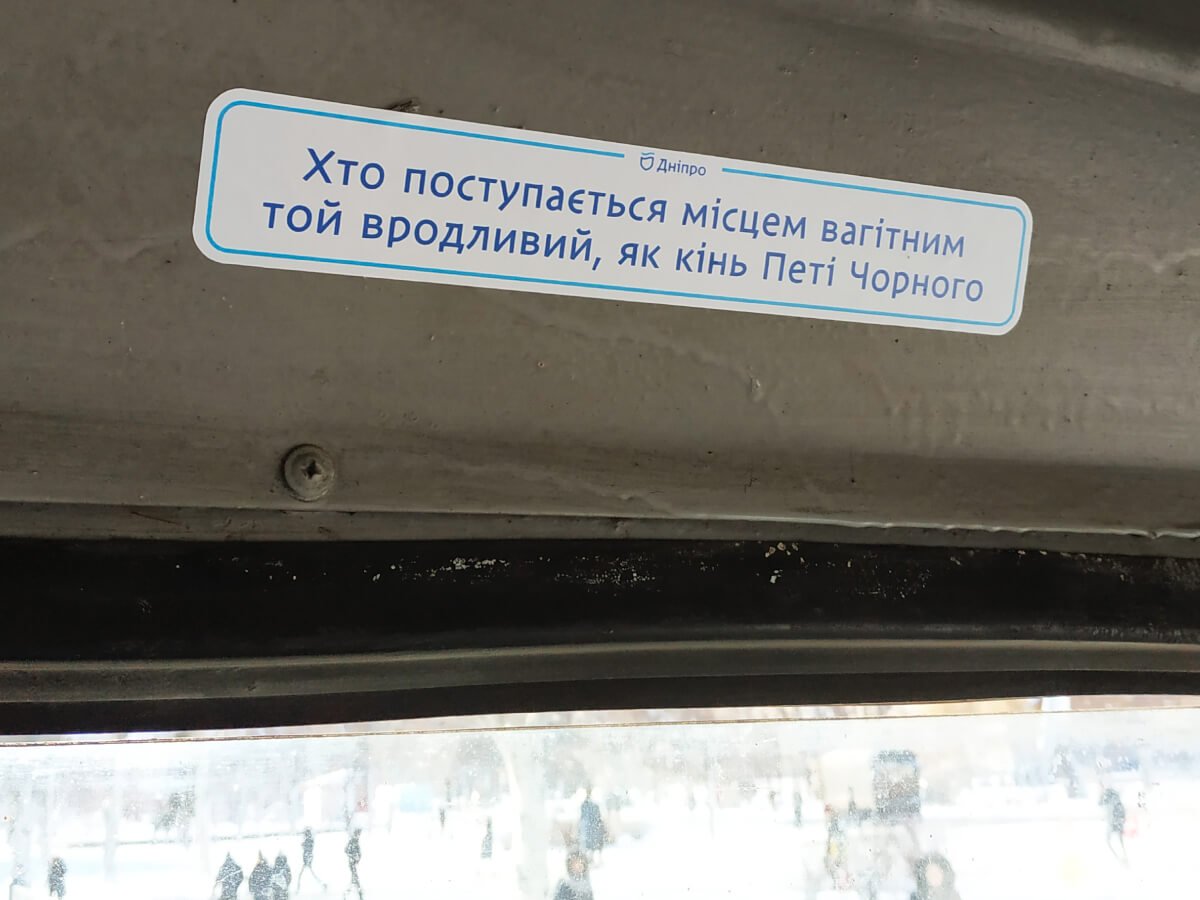 Дніпро
Хто поступається місцем вагітним
той вродливий, як кінь Петі Чорного